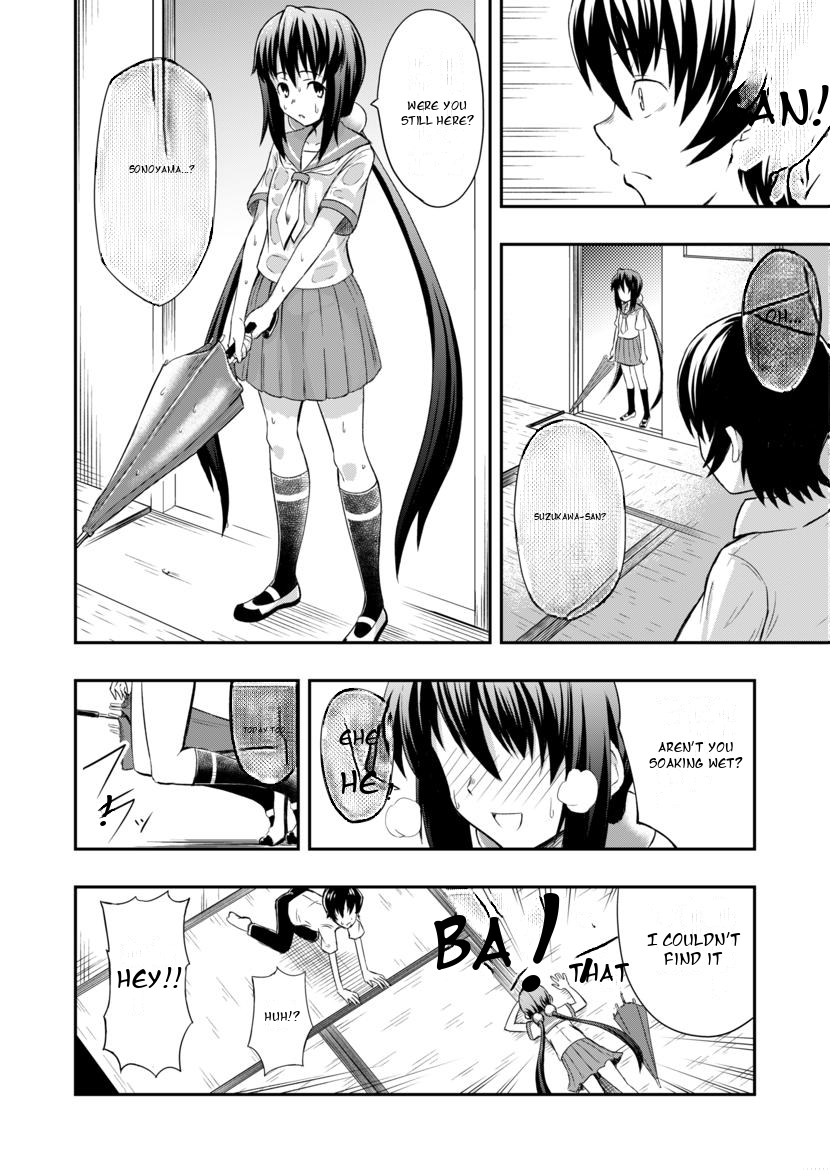 AN!
OH...
SUZUKAWA-SAN?
WERE YOU
STILL HERE?
SONOYAMA...?
AREN'T YOU
SOAKING WET?
EHE
HE
TODAY TO
I COULDN'T
FIND IT
THAT
BA!
HUH!?
HEY!!